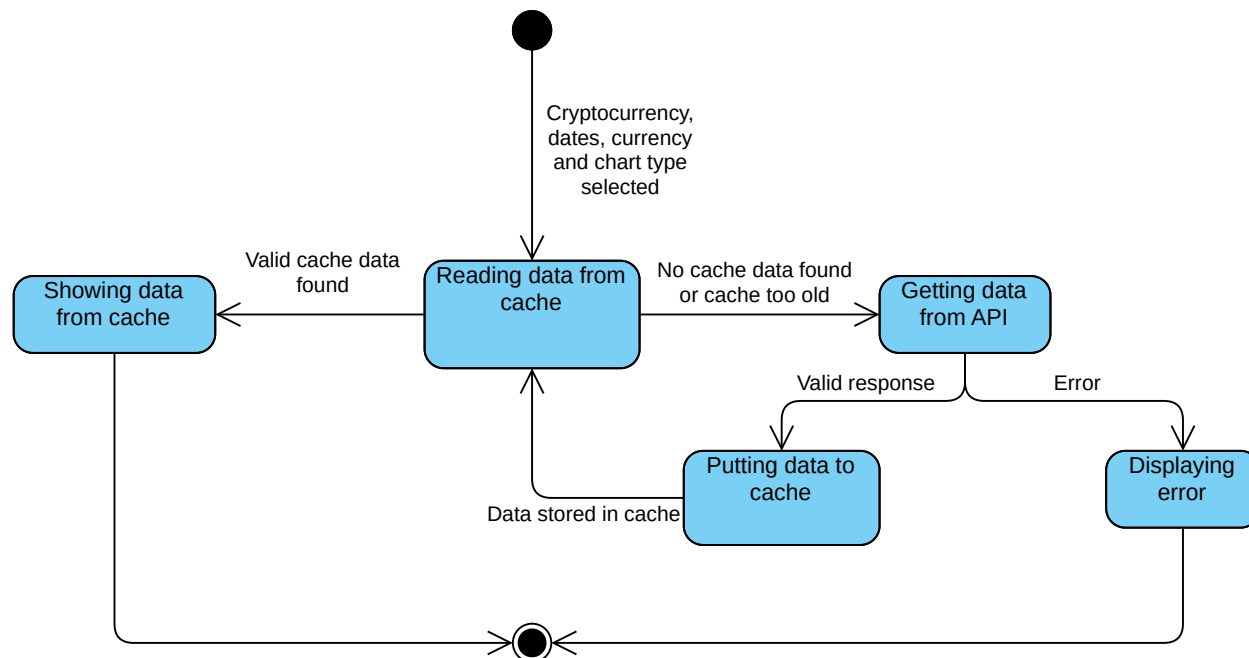 Cryptocurrency,
dates, currency
and chart type
selected
Valid cache data
found
Reading data from
cache
No cache data found
or cache too old
Showing data
from cache
Getting data
from API
Valid response
Error
Putting data to
cache
Displaying
error
Data stored in cache